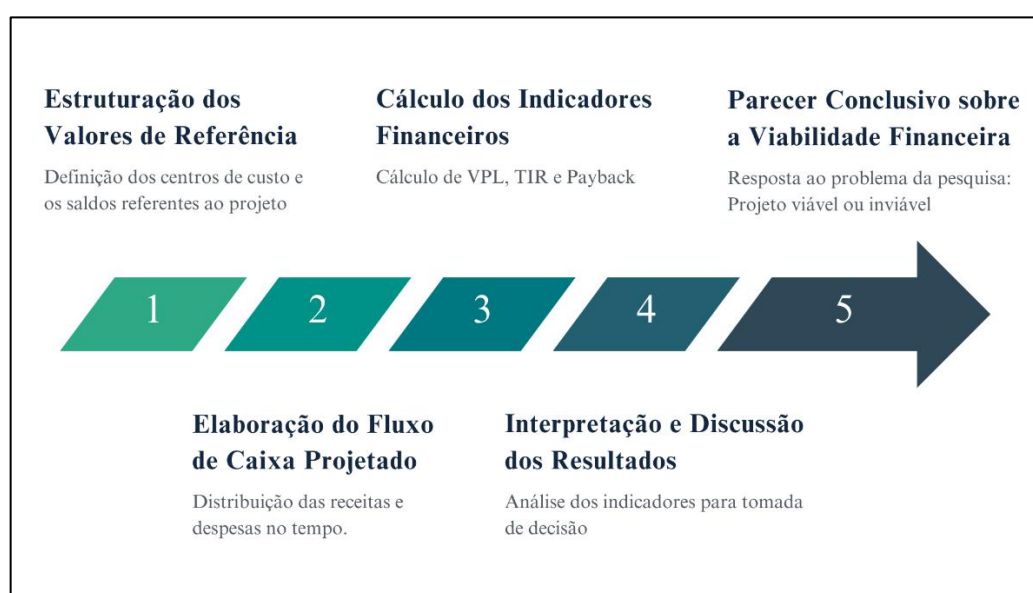 Estruturação dos
Valores de Referência
Definição dos centros de custo e
os saldos referentes ao projeto
Cálculo dos Indicadores
Financeiros
Cálculo de VPL, TIR e Payback
Parecer Conclusivo sobre
a Viabilidade Financeira
Resposta ao problema da pesquisa:
Projeto viável ou inviável
1
2
3
4
5
Elaboração do Fluxo
de Caixa Projetado
Distribuição das receitas e
despesas no tempo.
Interpretação e Discussão
dos Resultados
Análise dos indicadores para tomada
de decisão